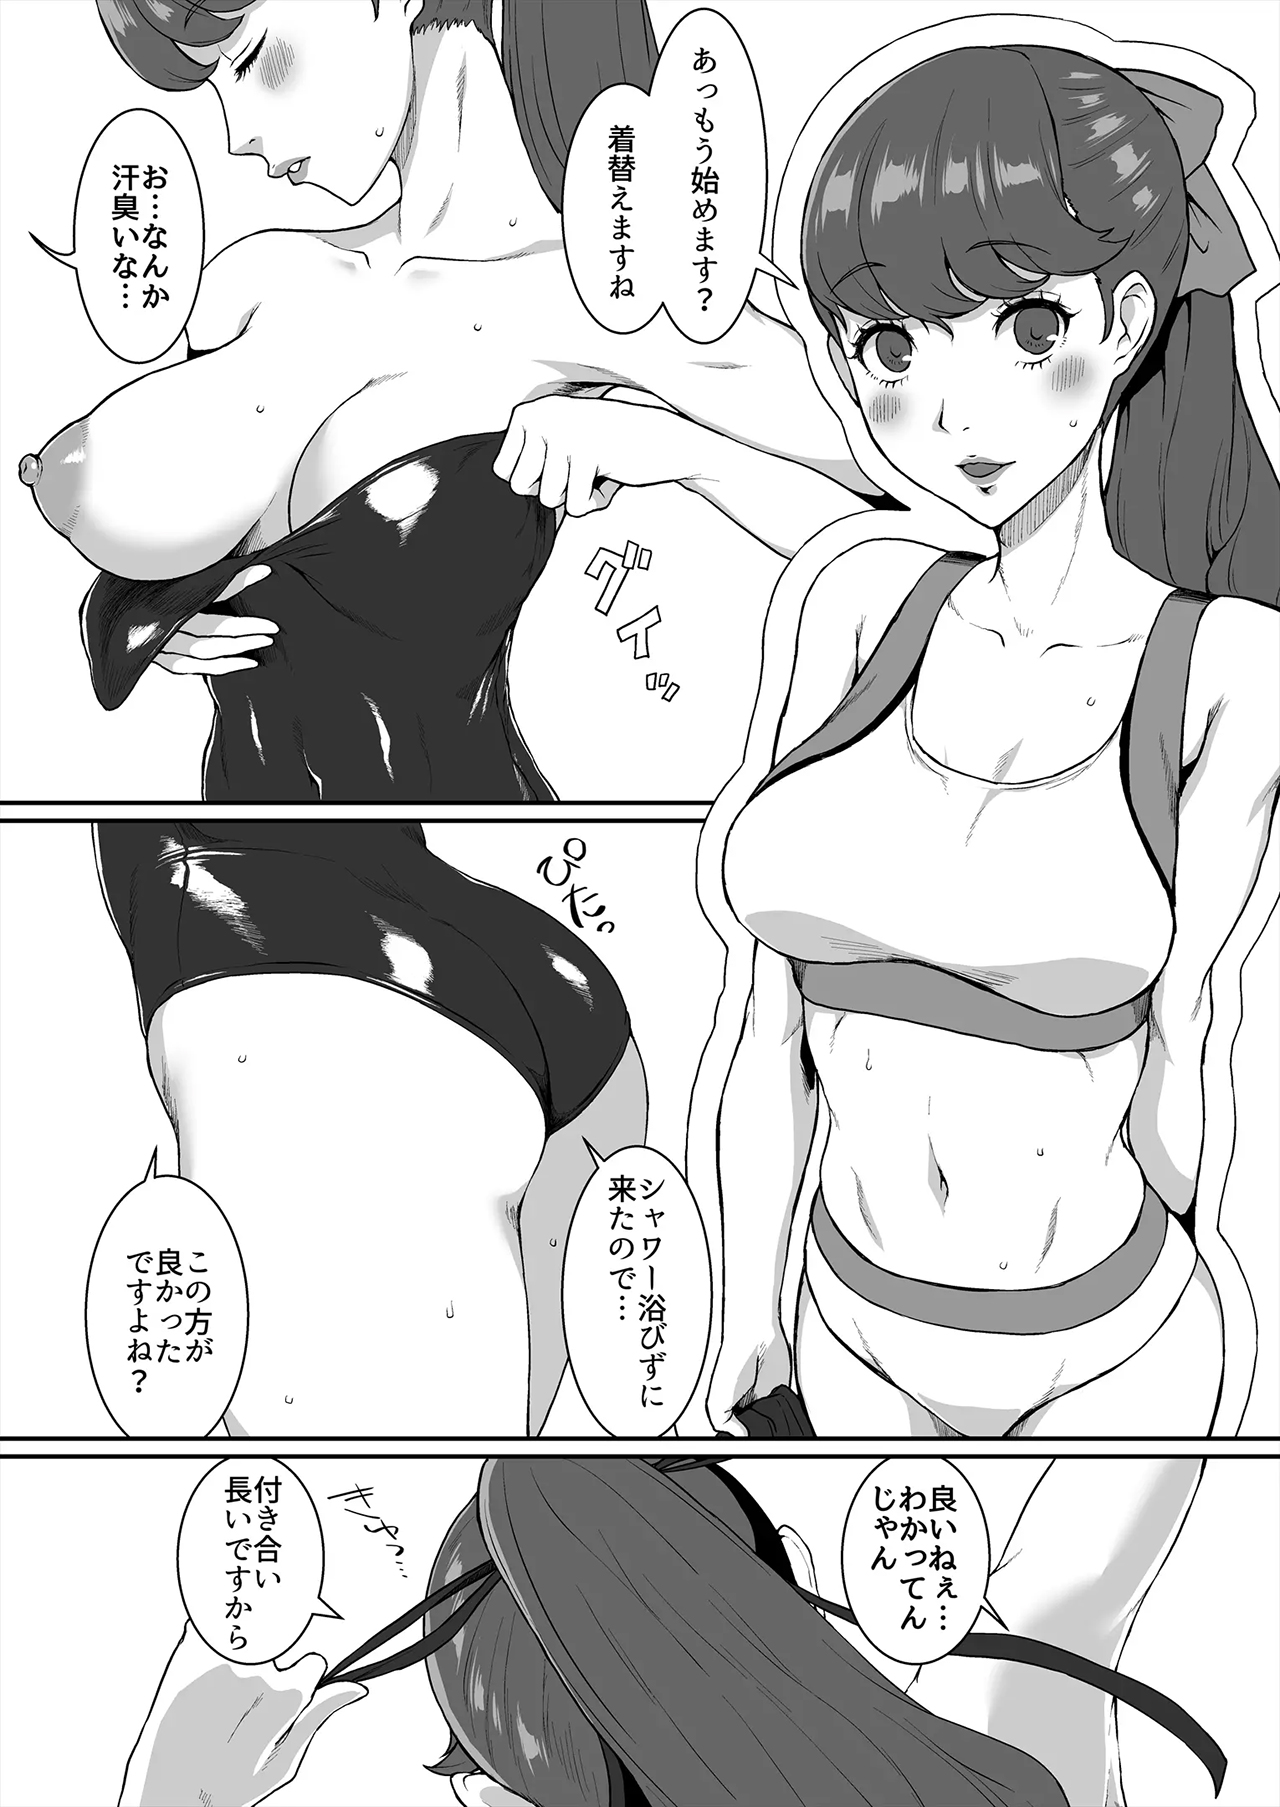 あっもう始めます？
着替えますね
お…なんか
汗臭いな…
グイッ
ぴたっ
シャワー浴びずに
来たので…
この方が
良かった
ですよね？
良いねぇ…
わかってん
じゃん
キュッ…
付き合い
長いですから